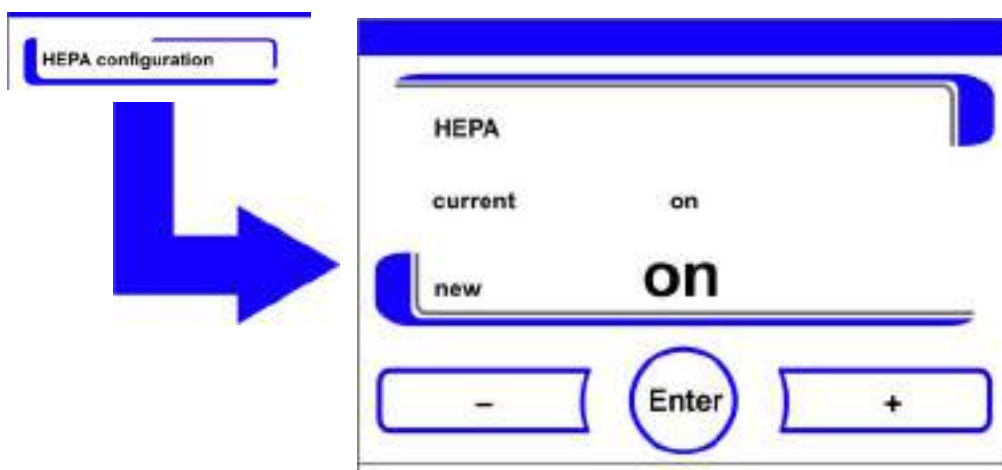 HEPA configuration
HEPA
current on
new on
– Enter +